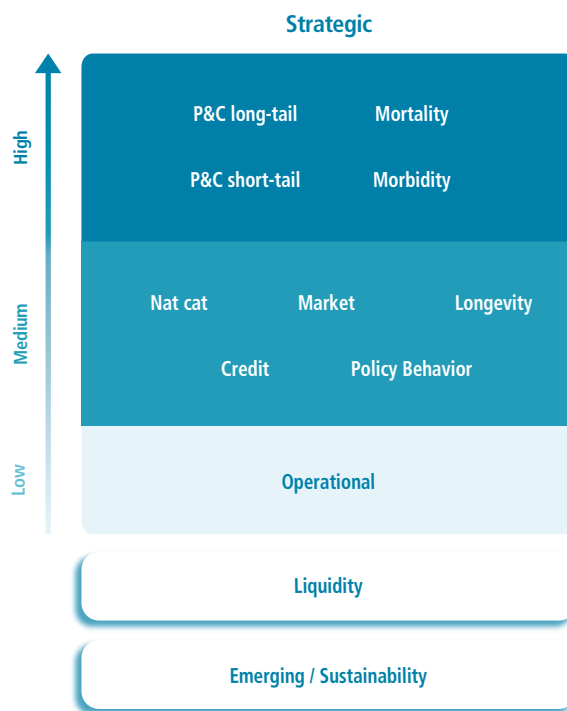 Strategic
High
P&C long-tail Mortality
P&C short-tail Morbidity
Medium
Nat cat Market Longevity
Credit Policy Behavior
Low
Operational
Liquidity
Emerging / Sustainability